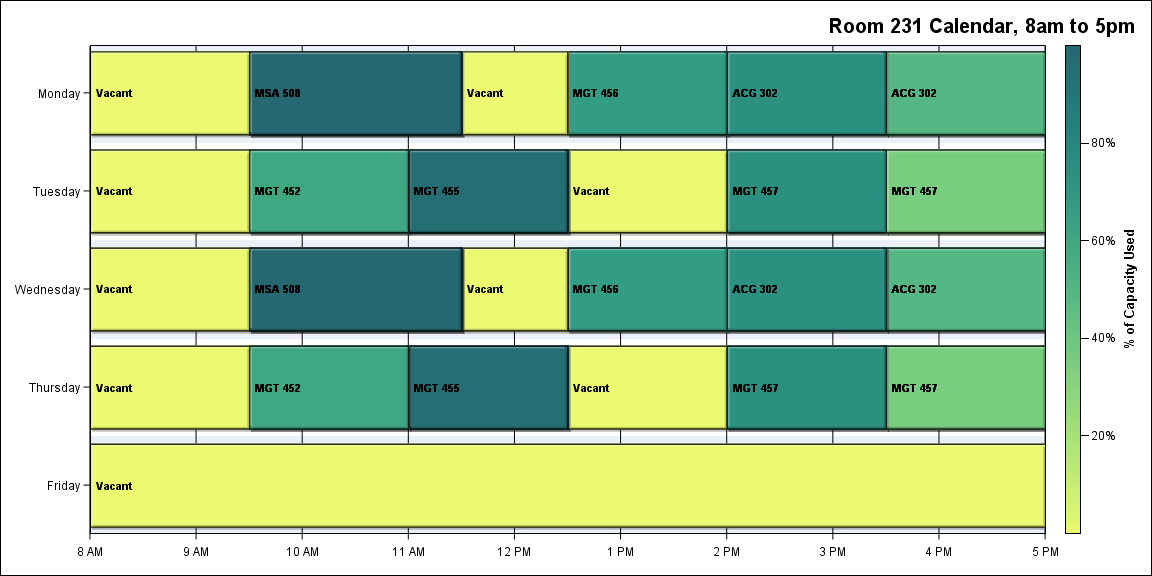 Room 231 Calendar, 8am to 5pm
Monday
Vacant
MSA 508
Vacant
MGT 456
ACG 302
ACG 302
Tuesday
Vacant
MGT 452
MGT 455
Vacant
MGT 457
MGT 457
Wednesday
Vacant
MSA 508
Vacant
MGT 456
ACG 302
ACG 302
Thursday
Vacant
MGT 452
MGT 455
Vacant
MGT 457
MGT 457
Friday
Vacant
8 AM
9 AM
10 AM
11 AM
12 PM
1 PM
2 PM
3 PM
4 PM
5 PM
80%
60%
40%
20%
% of Capacity Used